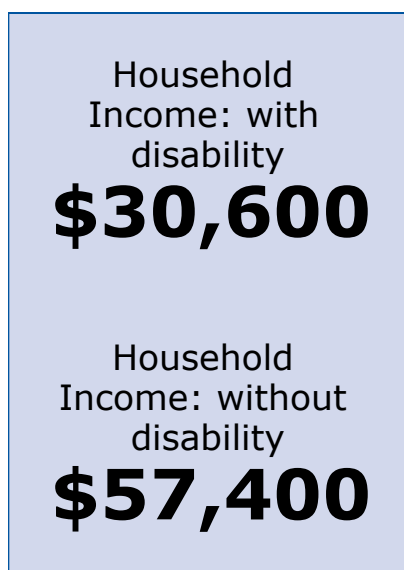 Household
Income: with
disability
$30,600
Household
Income: without
disability
$57,400